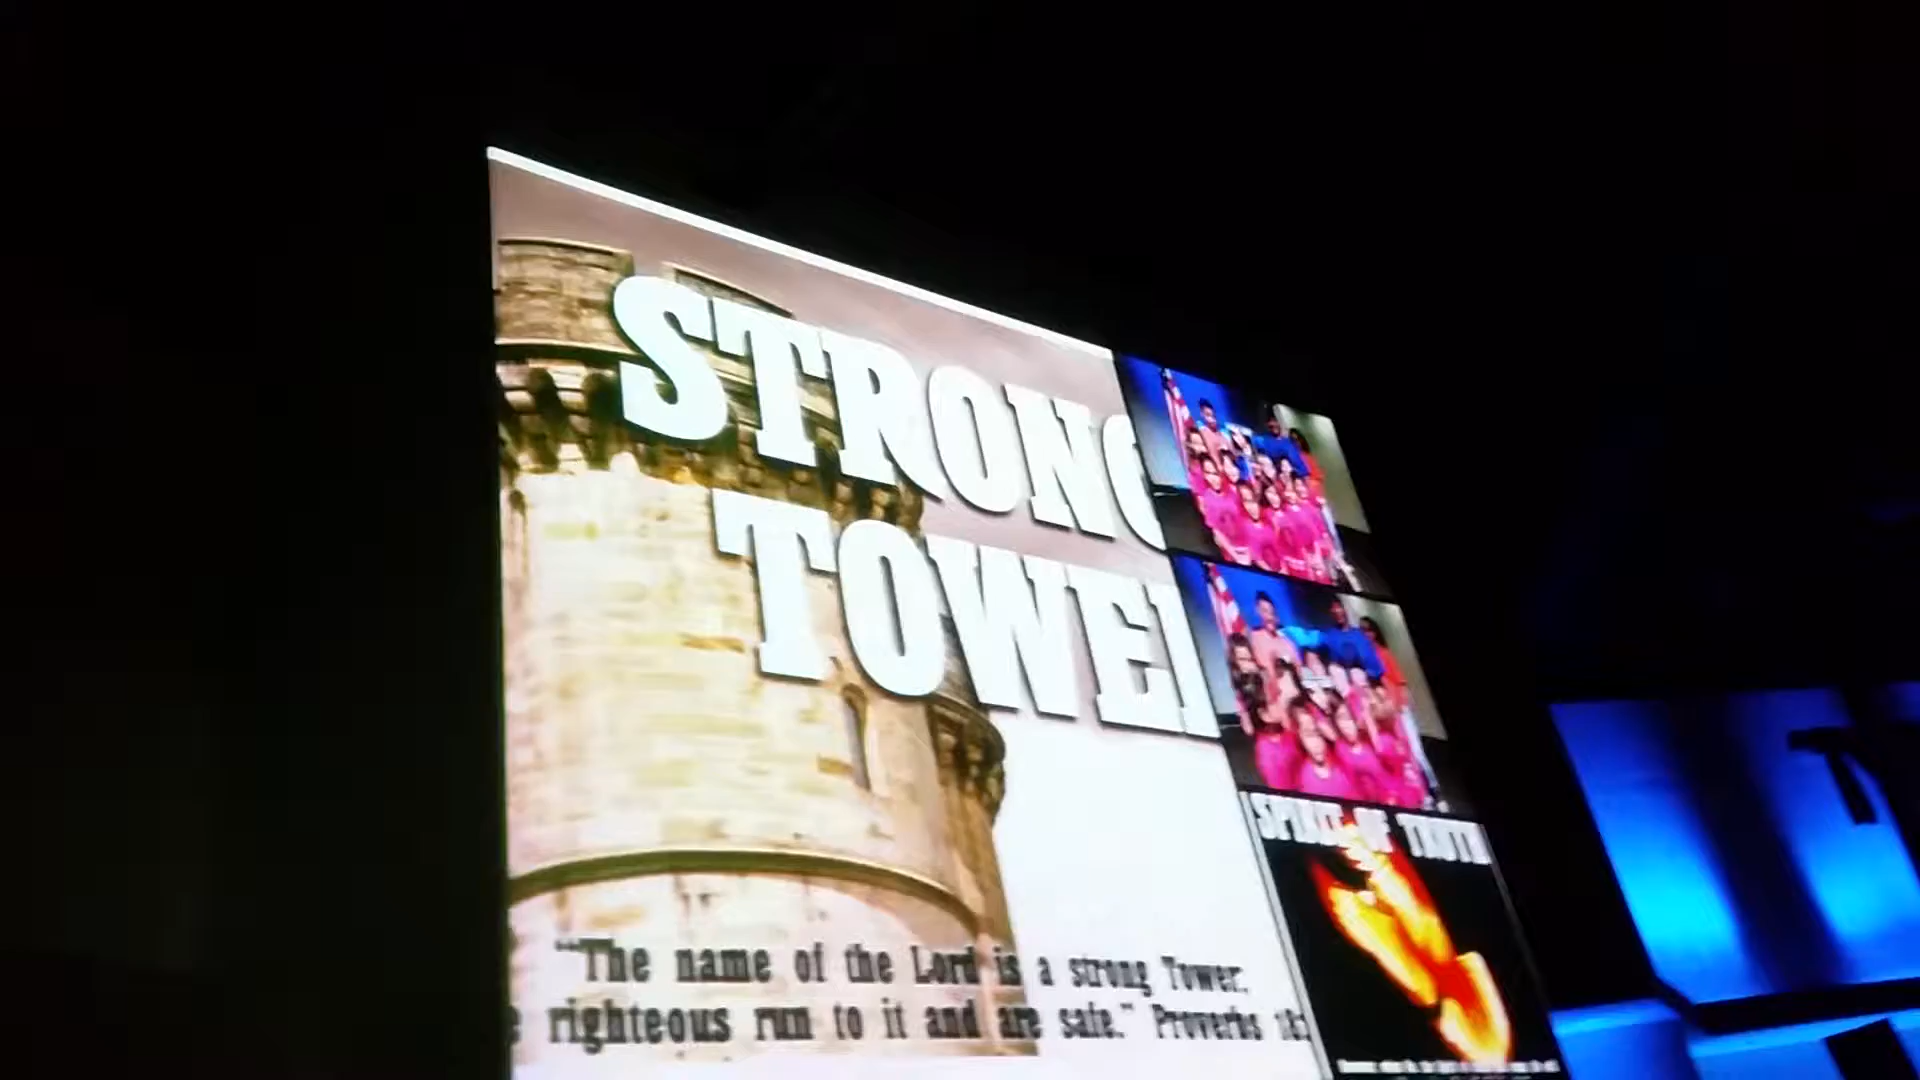 STRONG
TOWER
"The name of the Lord is a strong Tower:
righteous run to it and are safe." Proverbs
SPIRIT OF TRUTH